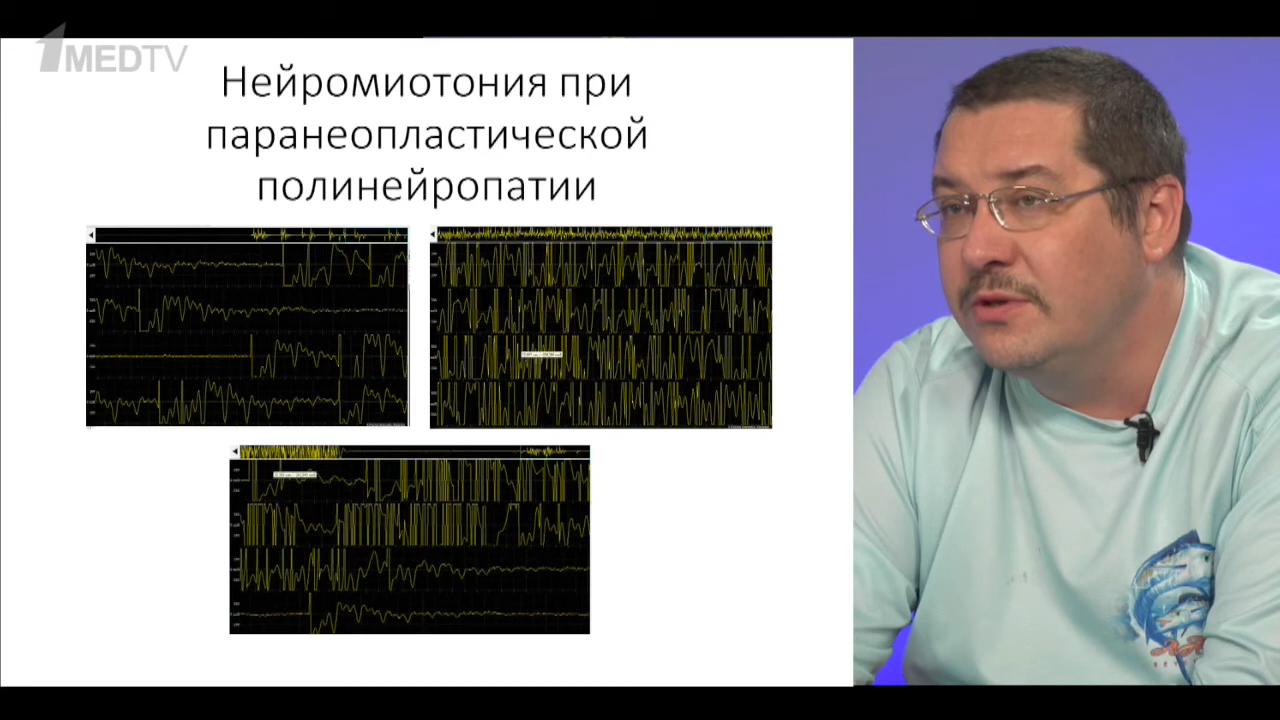 1MEDTV
Нейромиотония при
паранеопластической
полинейропатии